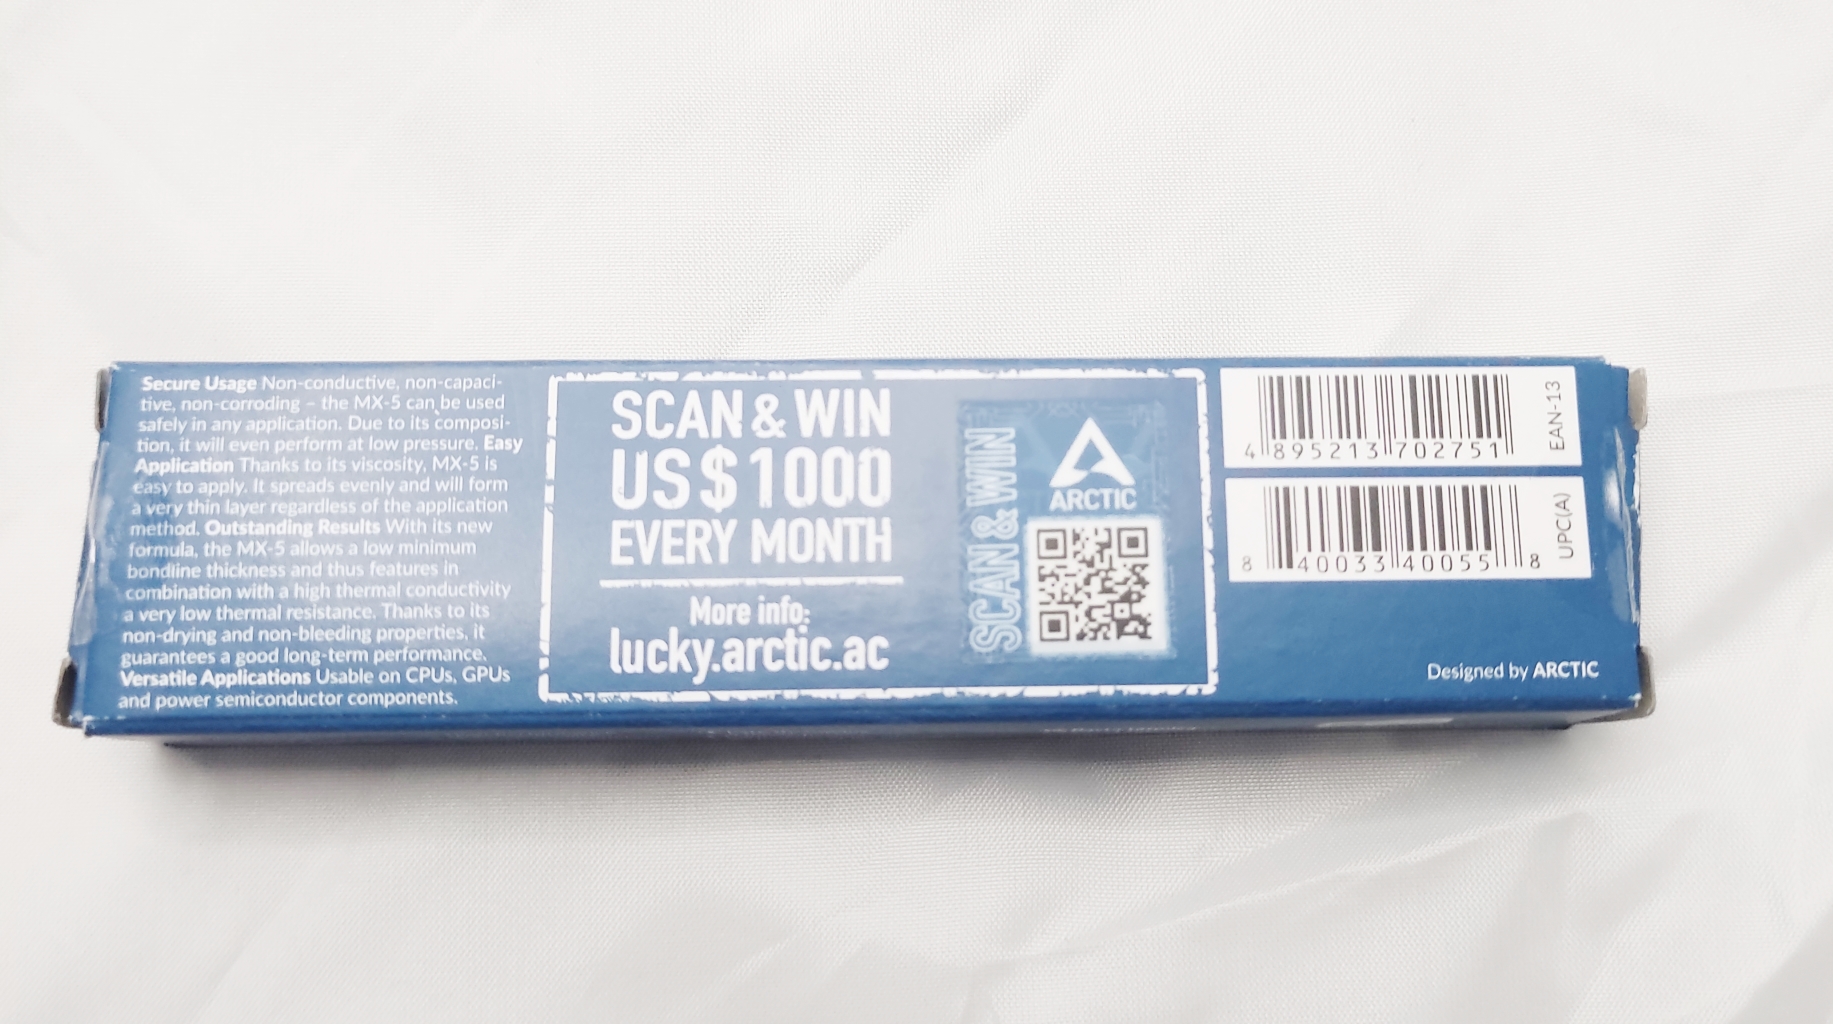 Secure Usage Non-conductive, non-capaci-
tive, non-corroding – the MX-5 can be used
safely in any application. Due to its composi-
tion, it will even perform at low pressure. Easy
Application Thanks to its viscosity, MX-5 is
easy to apply. It spreads evenly and will form
a very thin layer regardless of the application
method. Outstanding Results With its new
formula, the MX-5 allows a low minimum
bondline thickness and thus features in
combination with a high thermal conductivity
a very low thermal resistance. Thanks to its
non-drying and non-bleeding properties, it
guarantees a good long-term performance.
Versatile Applications Usable on CPUs, GPUs
and power semiconductor components.
SCAN & WIN
US $ 1000
EVERY MONTH
More info:
lucky.arctic.ac
SCAN & WIN
ARCTIC
4 895213 702751
EAN-13
8 40033 40055 8
UPC(A)
Designed by ARCTIC